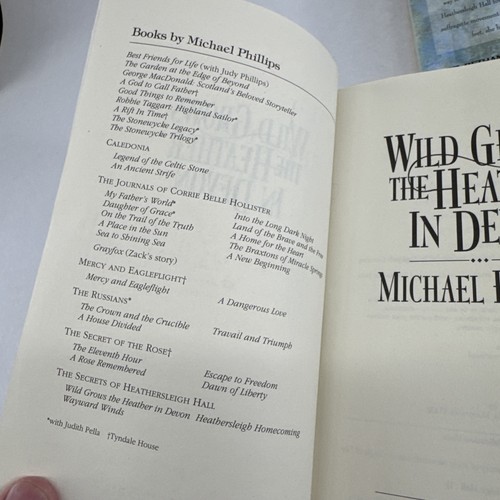 Books by Michael Phillips
Best Friends for Life (with Judy Phillips)
The Garden at the Edge of Beyond
George MacDonald: Scotland's Beloved Storyteller
A God to Call Father†
Good Things to Remember
Robbie Taggart: Highland Sailor*
A Rift In Time†
The Stonewycke Legacy*
The Stonewycke Trilogy*
CALEDONIA
Legend of the Celtic Stone
An Ancient Strife
THE JOURNALS OF CORRIE BELLE HOLLISTER
My Father's World* Into the Long Dark Night
Daughter of Grace* Land of the Brave and the Free
On the Trail of the Truth A Home for the Heart
A Place in the Sun The Braxtons of Miracle Springs
Sea to Shining Sea A New Beginning
Grayfox (Zack's story)
MERCY AND EAGLEFLIGHT†
Mercy and Eagleflight A Dangerous Love
THE RUSSIANS*
The Crown and the Crucible Travail and Triumph
A House Divided
THE SECRET OF THE ROSE†
The Eleventh Hour Escape to Freedom
A Rose Remembered Dawn of Liberty
THE SECRETS OF HEATHERSLEIGH HALL
Wild Grows the Heather in Devon Heathersleigh Homecoming
Wayward Winds
*with Judith Pella †Tyndale House
WILD G
THE HEATH
IN DE
MICHAEL